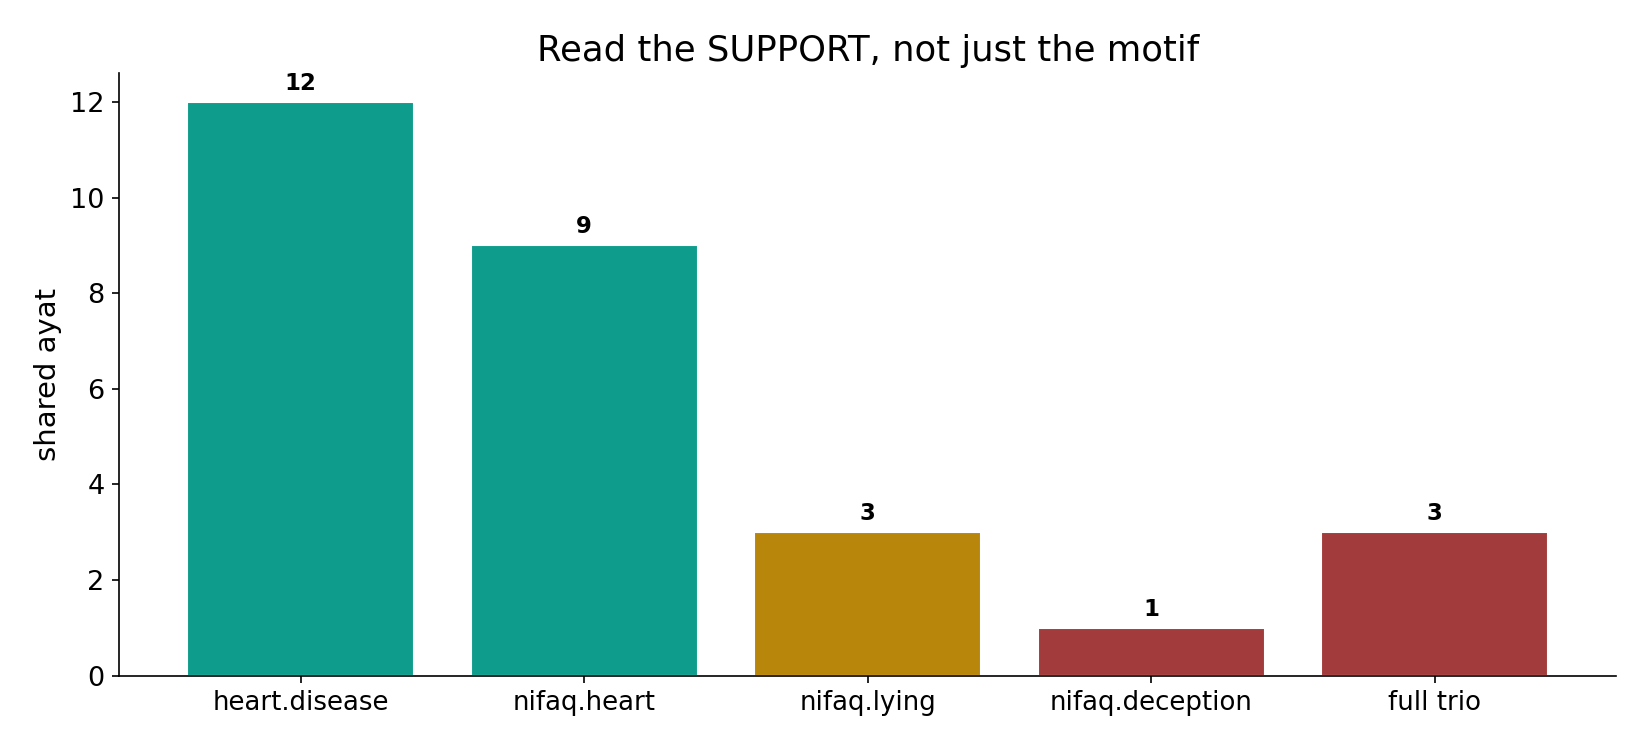 Read the SUPPORT, not just the motif
shared ayat
12
10
8
6
4
2
0
12
9
3
1
3
heart.disease
nifaq.heart
nifaq.lying
nifaq.deception
full trio